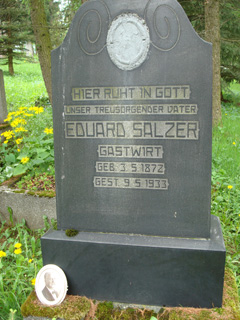 HIER RUHT IN GOTT
UNSER TREUSORGENDER VATER
EDUARD SALZER
GASTWIRT
GEB. 3.5.1872
GEST. 9.5.1933